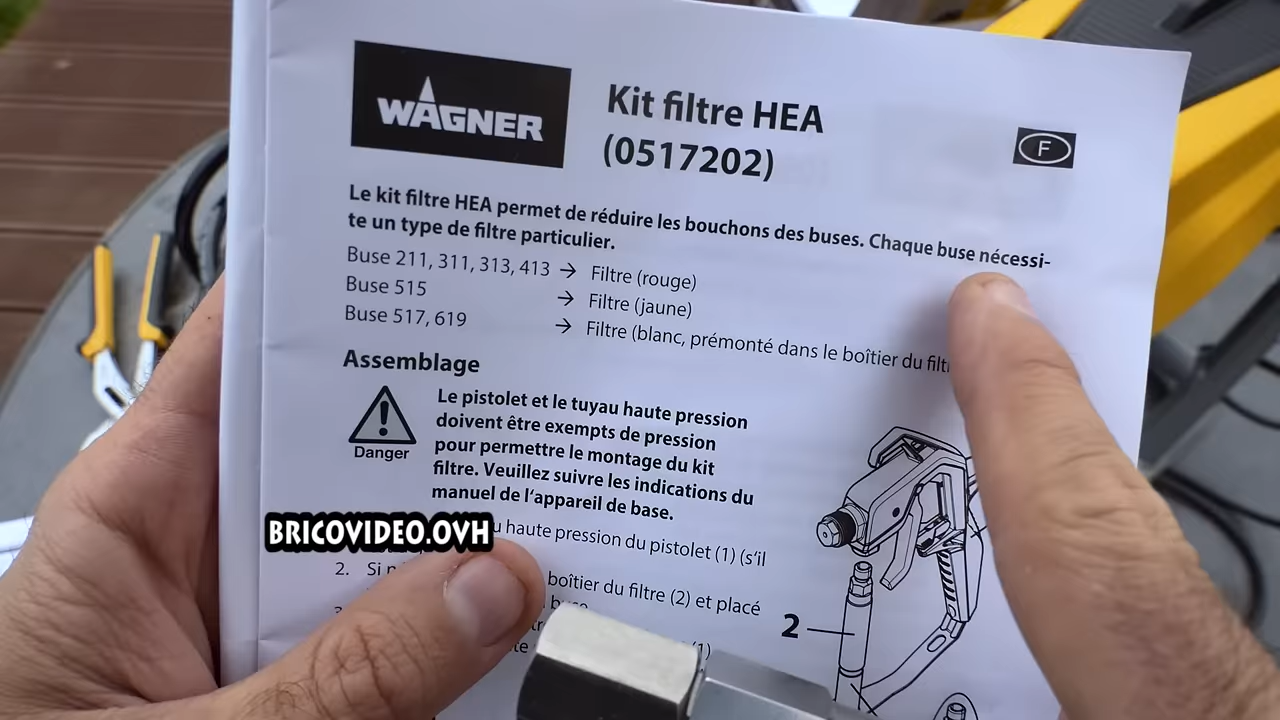 WAGNER
Kit filtre HEA
(0517202)
F
Le kit filtre HEA permet de réduire les bouchons des buses. Chaque buse nécessi-
te un type de filtre particulier.
Buse 211, 311, 313, 413 → Filtre (rouge)
Buse 515 → Filtre (jaune)
Buse 517, 619 → Filtre (blanc, prémonté dans le boîtier du
Assemblage
Danger
Le pistolet et le tuyau haute pression
doivent être exempts de pression
pour permettre le montage du kit
filtre. Veuillez suivre les indications du
manuel de l'appareil de base.
BRICOVIDEO.OVH
haute pression du pistolet (1) (s'il
2. Si boîtier du filtre (2) et placé
2
(1)